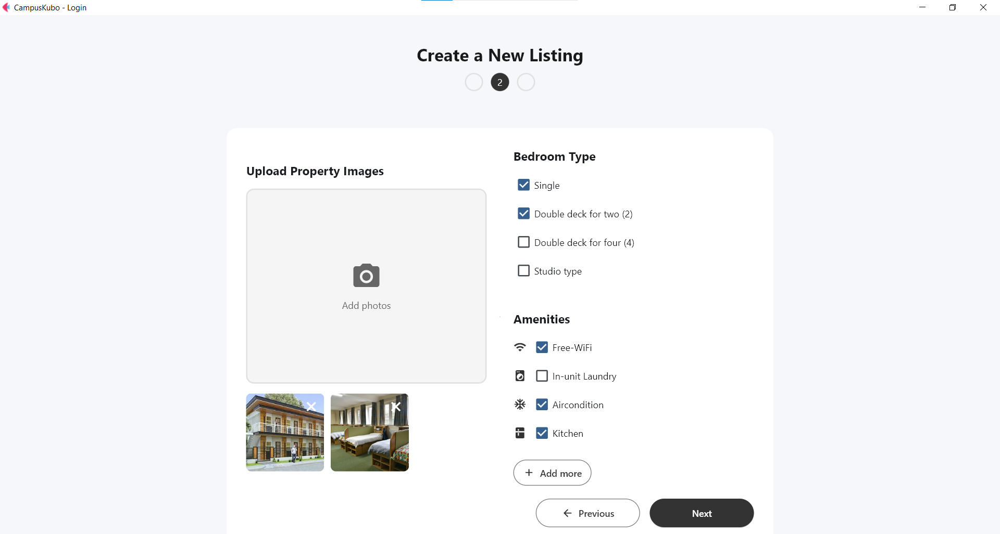 CampusKubo - Login
Create a New Listing
2
Upload Property Images
Add photos
Bedroom Type
Single
Double deck for two (2)
Double deck for four (4)
Studio type
Amenities
Free-WiFi
In-unit Laundry
Aircondition
Kitchen
+ Add more
← Previous
Next